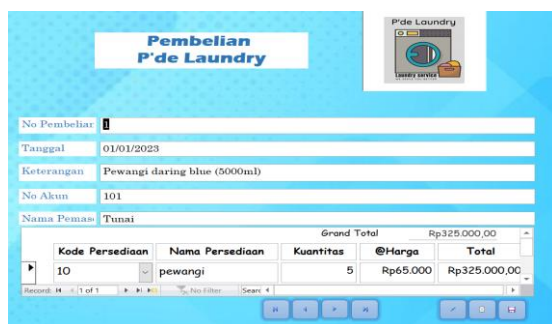 Pembelian
P'de Laundry
P'de Laundry
Laundry service
No Pembeliar 1
Tanggal 01/01/2023
Keterangan Pewangi daring blue (5000ml)
No Akun 101
Nama Pemas Tunai
Grand Total Rp325.000,00
Kode Persediaan Nama Persediaan Kuantitas @Harga Total
10 pewangi 5 Rp65.000 Rp325.000,00
Record: 1 of 1 No Filter Searc